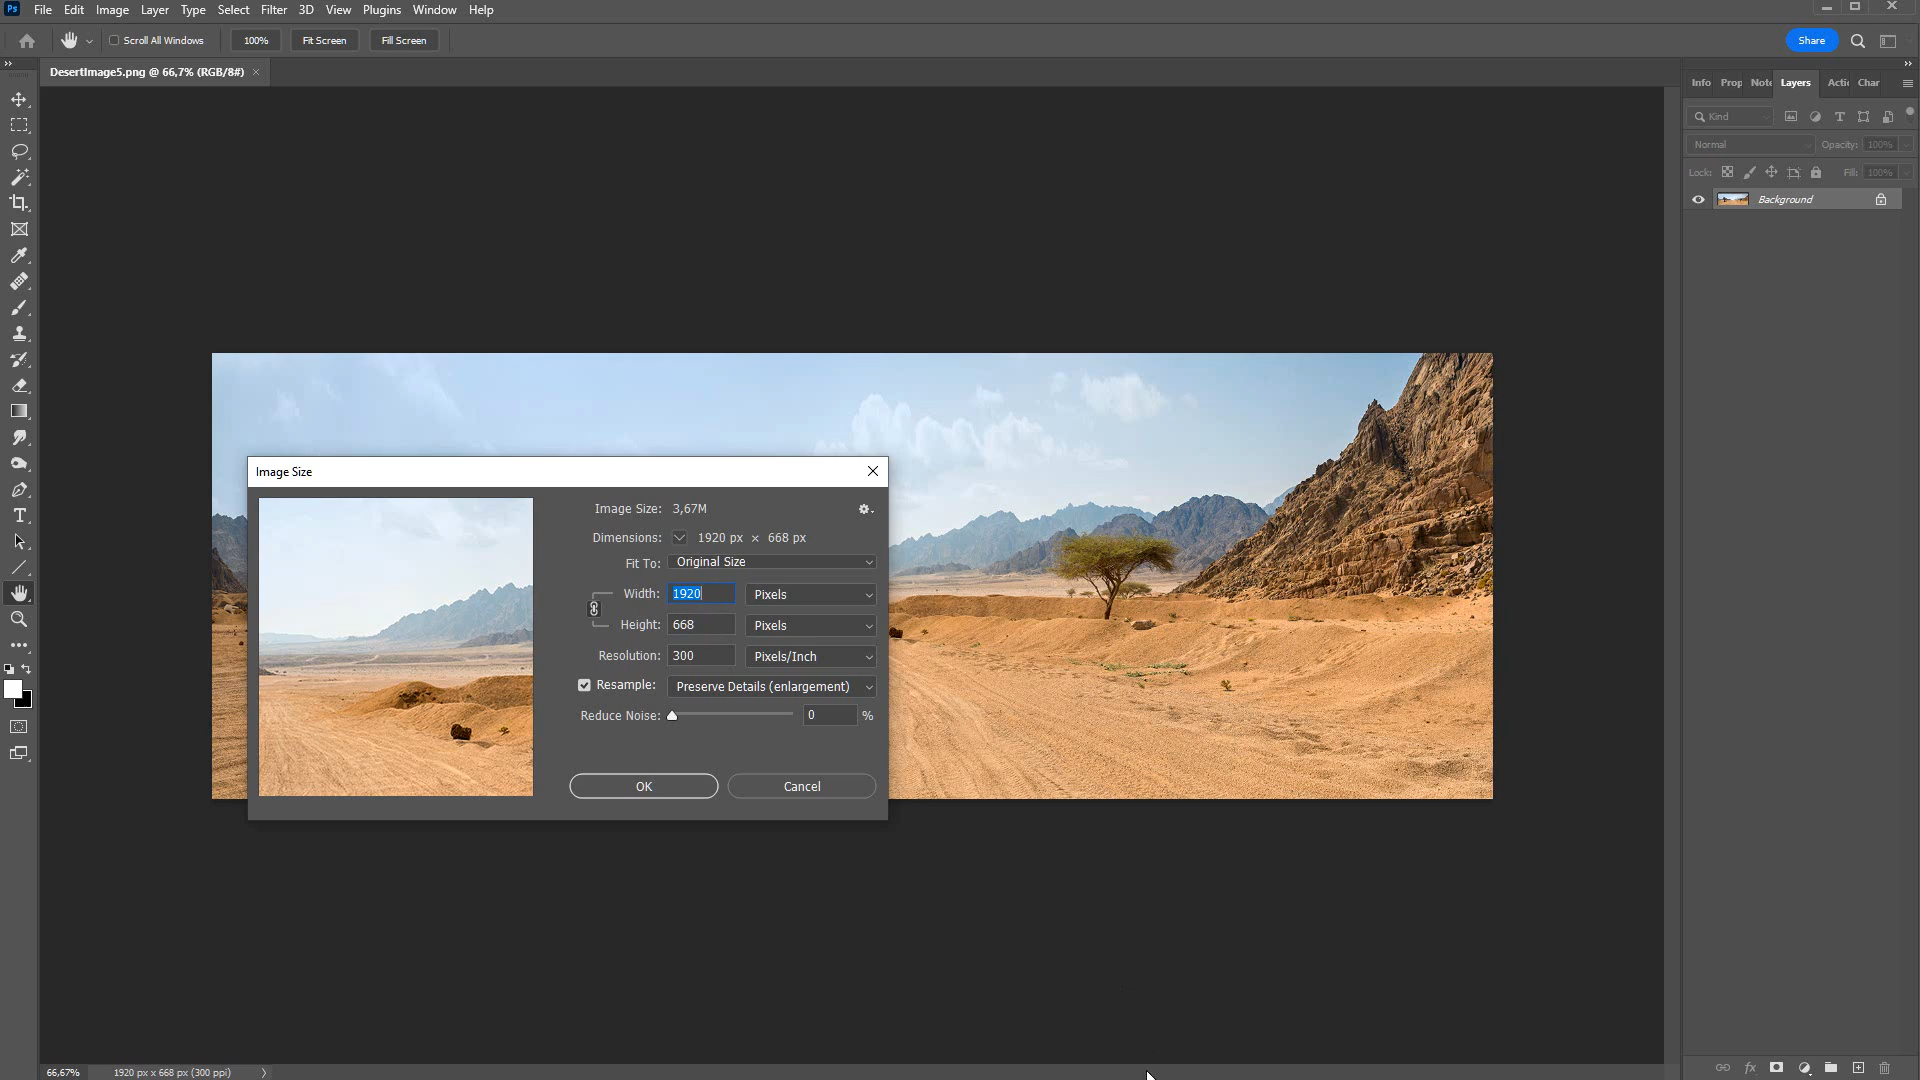 Ps File Edit Image Layer Type Select Filter 3D View Plugins Window Help
Scroll All Windows 100% Fit Screen Fill Screen Share
DesertImage5.png @ 66,7% (RGB/8#)
Info Prop Note Layers Acti Char
Kind
Normal Opacity: 100%
Lock: Fill: 100%
Background
Image Size
Image Size: 3,67M
Dimensions: 1920 px × 668 px
Fit To: Original Size
Width: 1920 Pixels
Height: 668 Pixels
Resolution: 300 Pixels/Inch
Resample: Preserve Details (enlargement)
Reduce Noise: 0 %
OK Cancel
66,67% 1920 px x 668 px (300 ppi)
fx